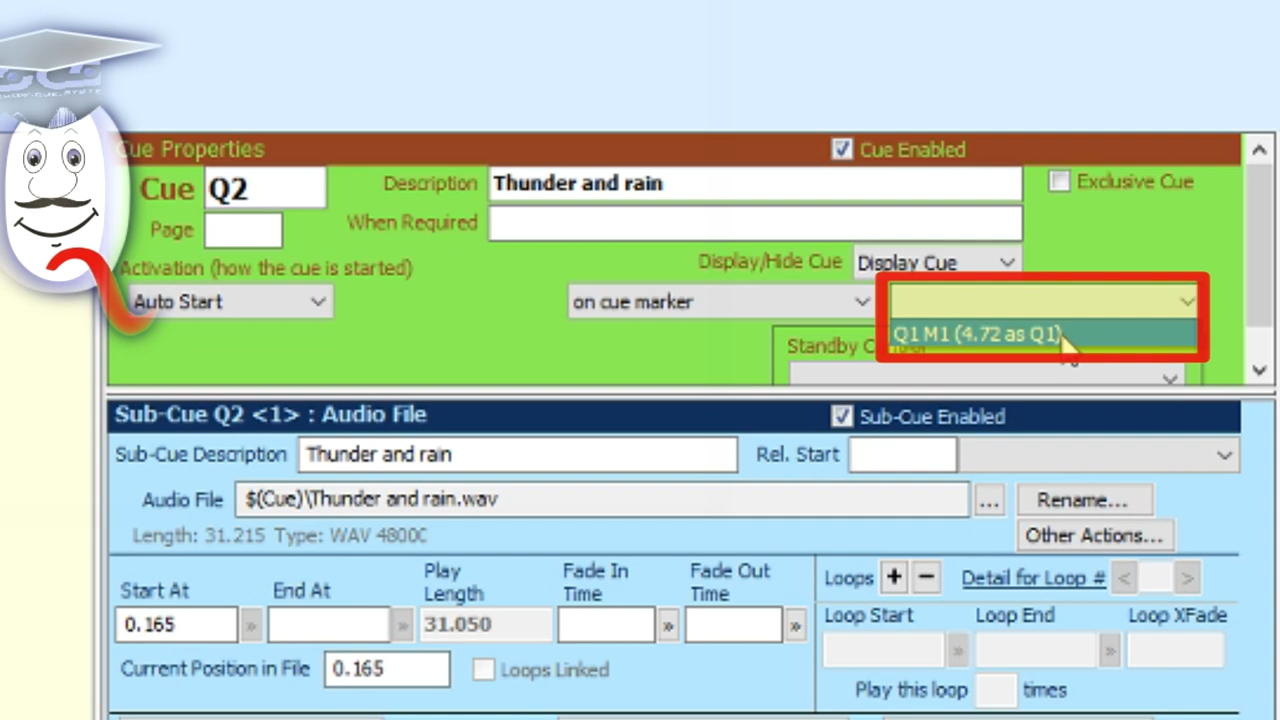 Cue Properties
Cue Enabled
Cue Q2
Description Thunder and rain
Exclusive Cue
Page
When Required
Activation (how the cue is started)
Display/Hide Cue Display Cue
Auto Start
on cue marker
Q1 M1 (4.72 as Q1)
Standby
Sub-Cue Q2 <1> : Audio File
Sub-Cue Enabled
Sub-Cue Description Thunder and rain
Rel. Start
Audio File $(Cue)\Thunder and rain.wav
... Rename...
Length: 31.215 Type: WAV 4800
Other Actions...
Start At
End At
Play Length
Fade In Time
Fade Out Time
Loops + −
Detail for Loop # < >
0.165
» »
31.050
» »
Loop Start
Loop End
Loop XFade
» »
Current Position in File 0.165
Loops Linked
Play this loop times